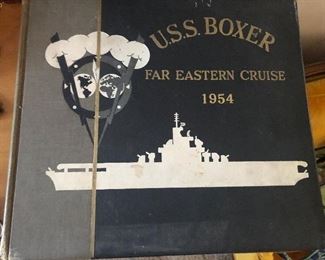 U.S.S. BOXER
FAR EASTERN CRUISE
1954